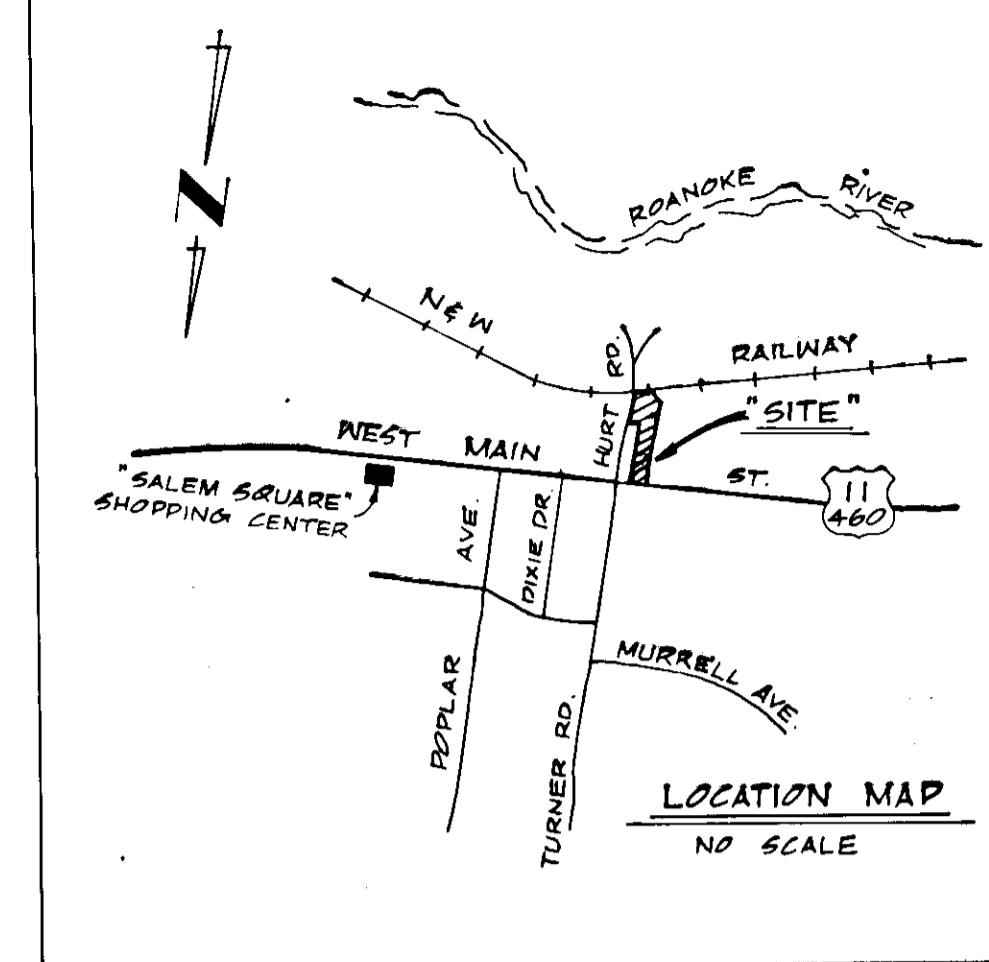 N
ROANOKE RIVER
N & W RAILWAY
HURT RD.
"SITE"
WEST MAIN ST.
"SALEM SQUARE"
SHOPPING CENTER
11
460
POPLAR AVE.
DIXIE DR.
TURNER RD.
MURRELL AVE.
LOCATION MAP
NO SCALE